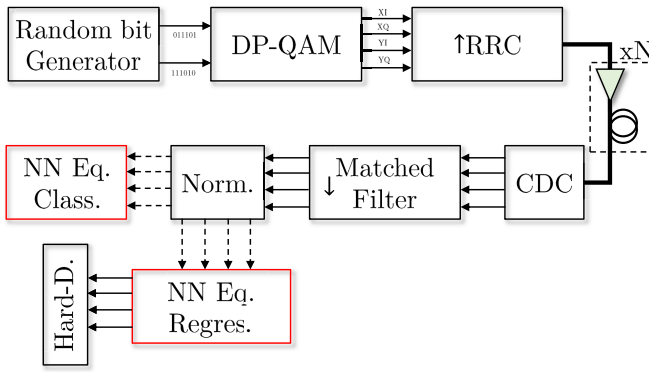 Random bit
Generator
011101
111010
DP-QAM
XI
XQ
YI
YQ
↑RRC
xN
NN Eq.
Class.
Norm.
↓ Matched
Filter
CDC
Hard-D.
NN Eq.
Regres.